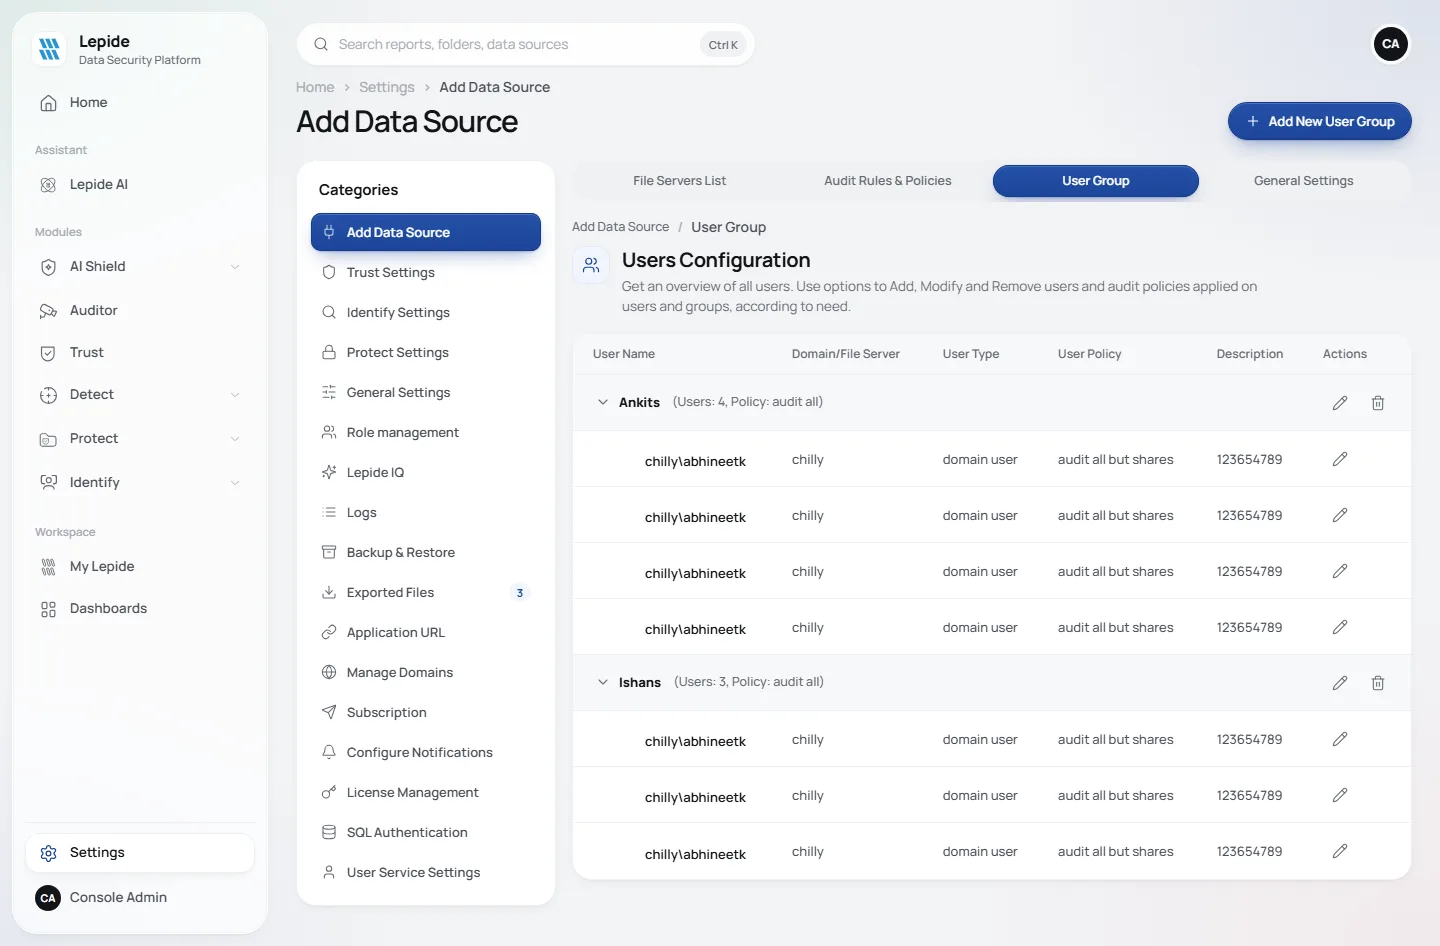 Lepide
Data Security Platform
Home
Assistant
Lepide AI
Modules
AI Shield
Auditor
Trust
Detect
Protect
Identify
Workspace
My Lepide
Dashboards
Settings
CA Console Admin
Search reports, folders, data sources Ctrl K
CA
Home > Settings > Add Data Source
Add Data Source
+ Add New User Group
Categories
Add Data Source
Trust Settings
Identify Settings
Protect Settings
General Settings
Role management
Lepide IQ
Logs
Backup & Restore
Exported Files 3
Application URL
Manage Domains
Subscription
Configure Notifications
License Management
SQL Authentication
User Service Settings
File Servers List Audit Rules & Policies User Group General Settings
Add Data Source / User Group
Users Configuration
Get an overview of all users. Use options to Add, Modify and Remove users and audit policies applied on
users and groups, according to need.
User Name Domain/File Server User Type User Policy Description Actions
Ankits (Users: 4, Policy: audit all)
chilly\abhineetk chilly domain user audit all but shares 123654789
chilly\abhineetk chilly domain user audit all but shares 123654789
chilly\abhineetk chilly domain user audit all but shares 123654789
chilly\abhineetk chilly domain user audit all but shares 123654789
Ishans (Users: 3, Policy: audit all)
chilly\abhineetk chilly domain user audit all but shares 123654789
chilly\abhineetk chilly domain user audit all but shares 123654789
chilly\abhineetk chilly domain user audit all but shares 123654789